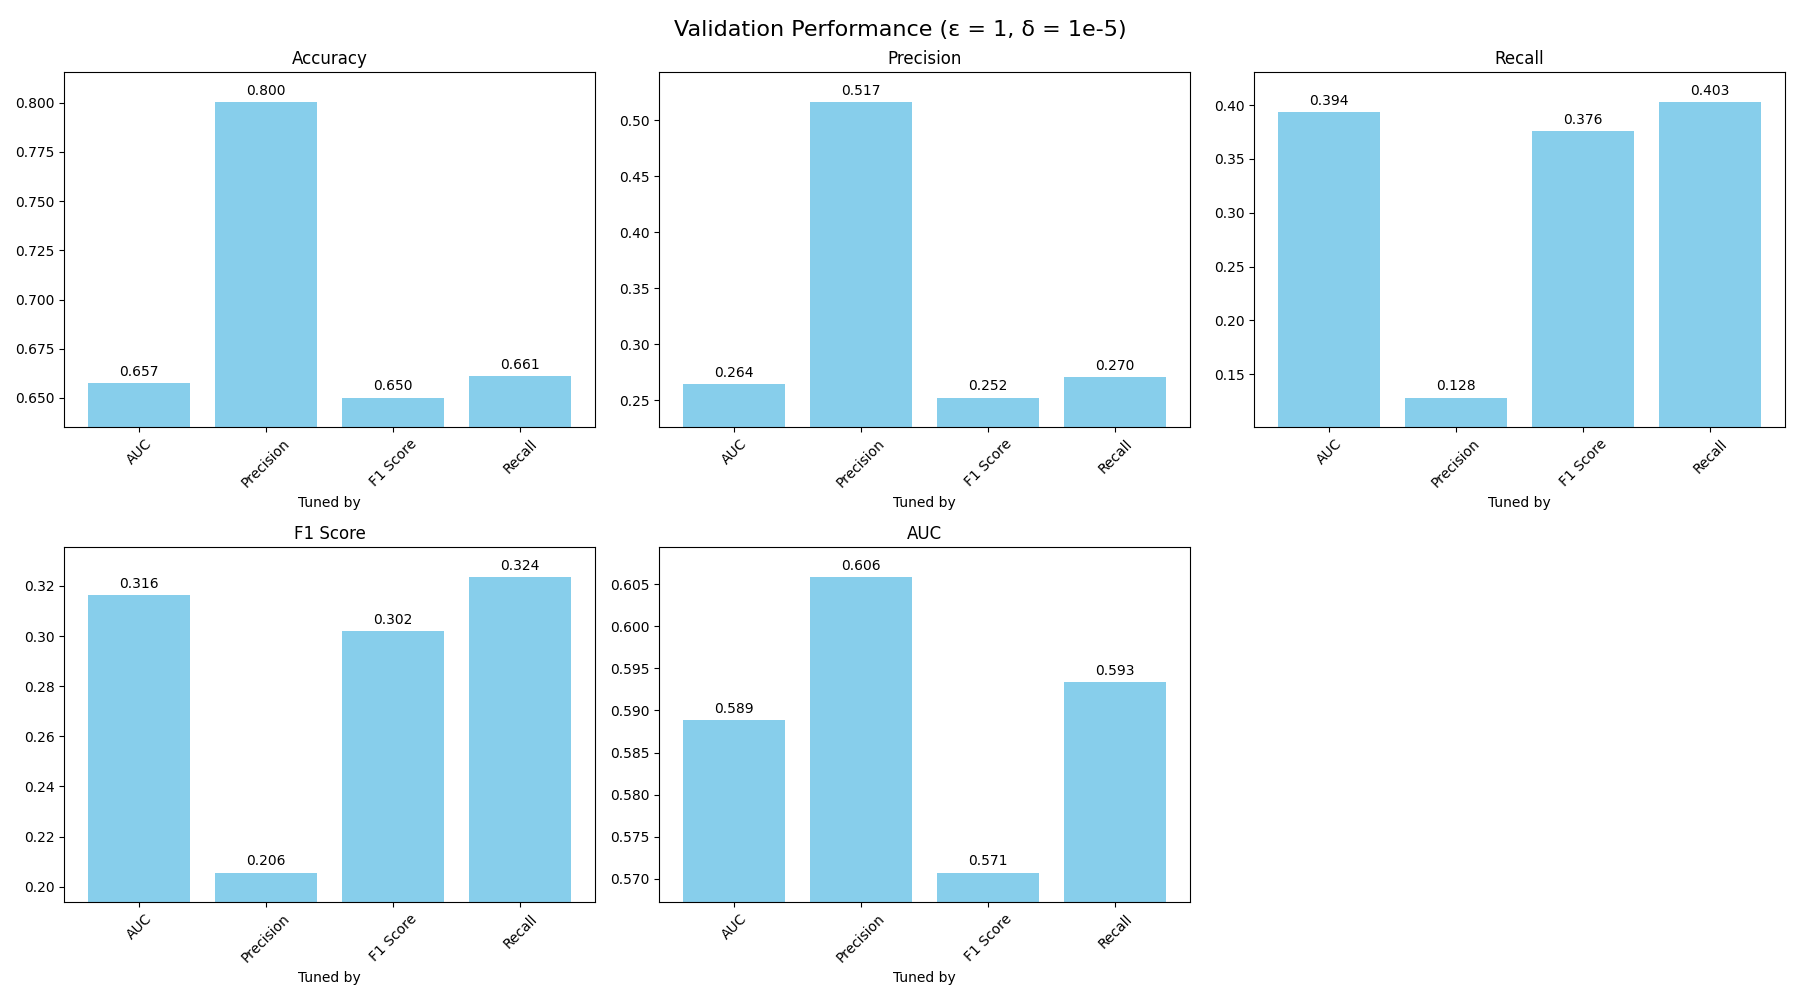 Validation Performance (ε = 1, δ = 1e-5)
Accuracy
0.800
0.775
0.750
0.725
0.700
0.675
0.650
0.657
0.800
0.650
0.661
AUC
Precision
F1 Score
Recall
Tuned by
Precision
0.50
0.45
0.40
0.35
0.30
0.25
0.264
0.517
0.252
0.270
AUC
Precision
F1 Score
Recall
Tuned by
Recall
0.40
0.35
0.30
0.25
0.20
0.15
0.394
0.128
0.376
0.403
AUC
Precision
F1 Score
Recall
Tuned by
F1 Score
0.32
0.30
0.28
0.26
0.24
0.22
0.20
0.316
0.206
0.302
0.324
AUC
Precision
F1 Score
Recall
Tuned by
AUC
0.605
0.600
0.595
0.590
0.585
0.580
0.575
0.570
0.589
0.606
0.571
0.593
AUC
Precision
F1 Score
Recall
Tuned by